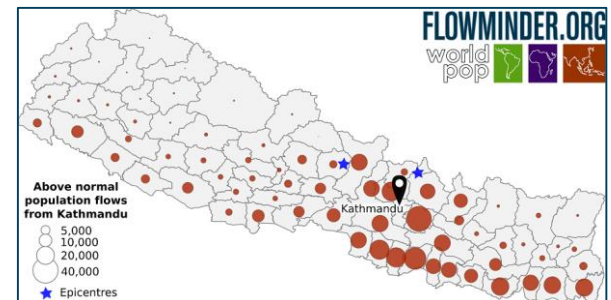 FLOWMINDER.ORG
world
pop
Kathmandu
Above normal
population flows
from Kathmandu
5,000
10,000
20,000
40,000
Epicentres